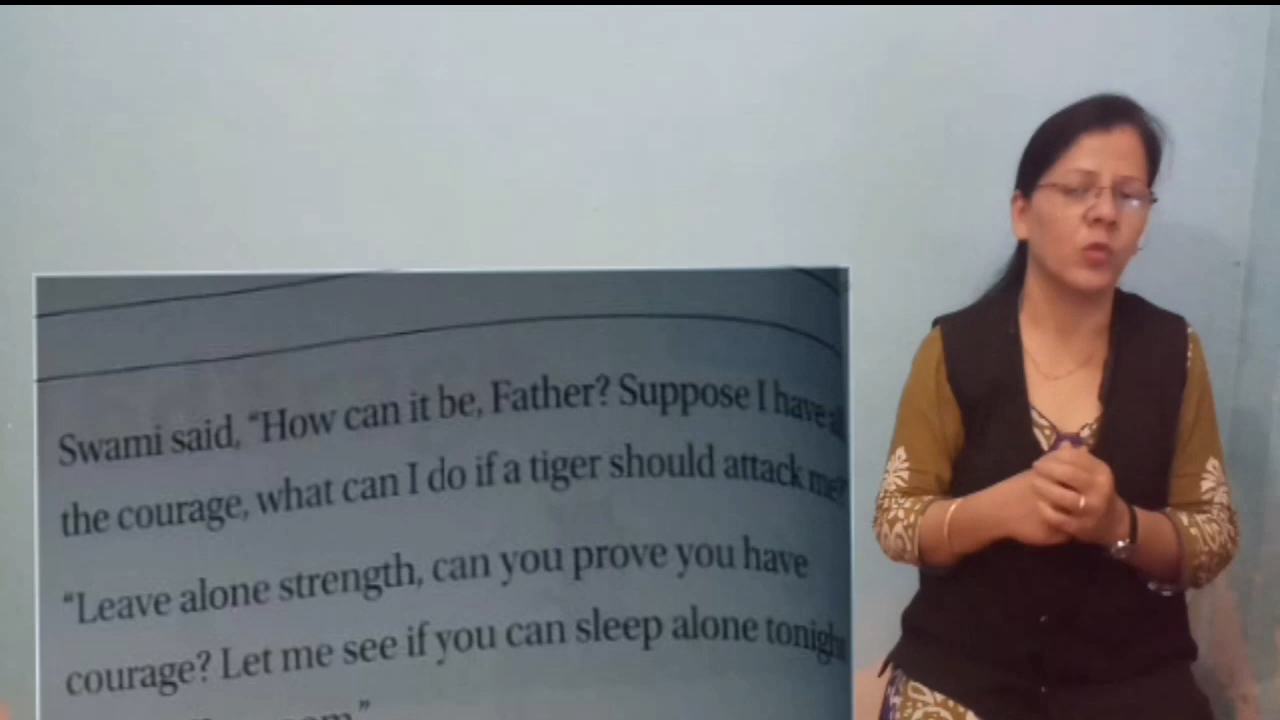 Swami said, “How can it be, Father? Suppose I have
the courage, what can I do if a tiger should attack me?
“Leave alone strength, can you prove you have
courage? Let me see if you can sleep alone tonight